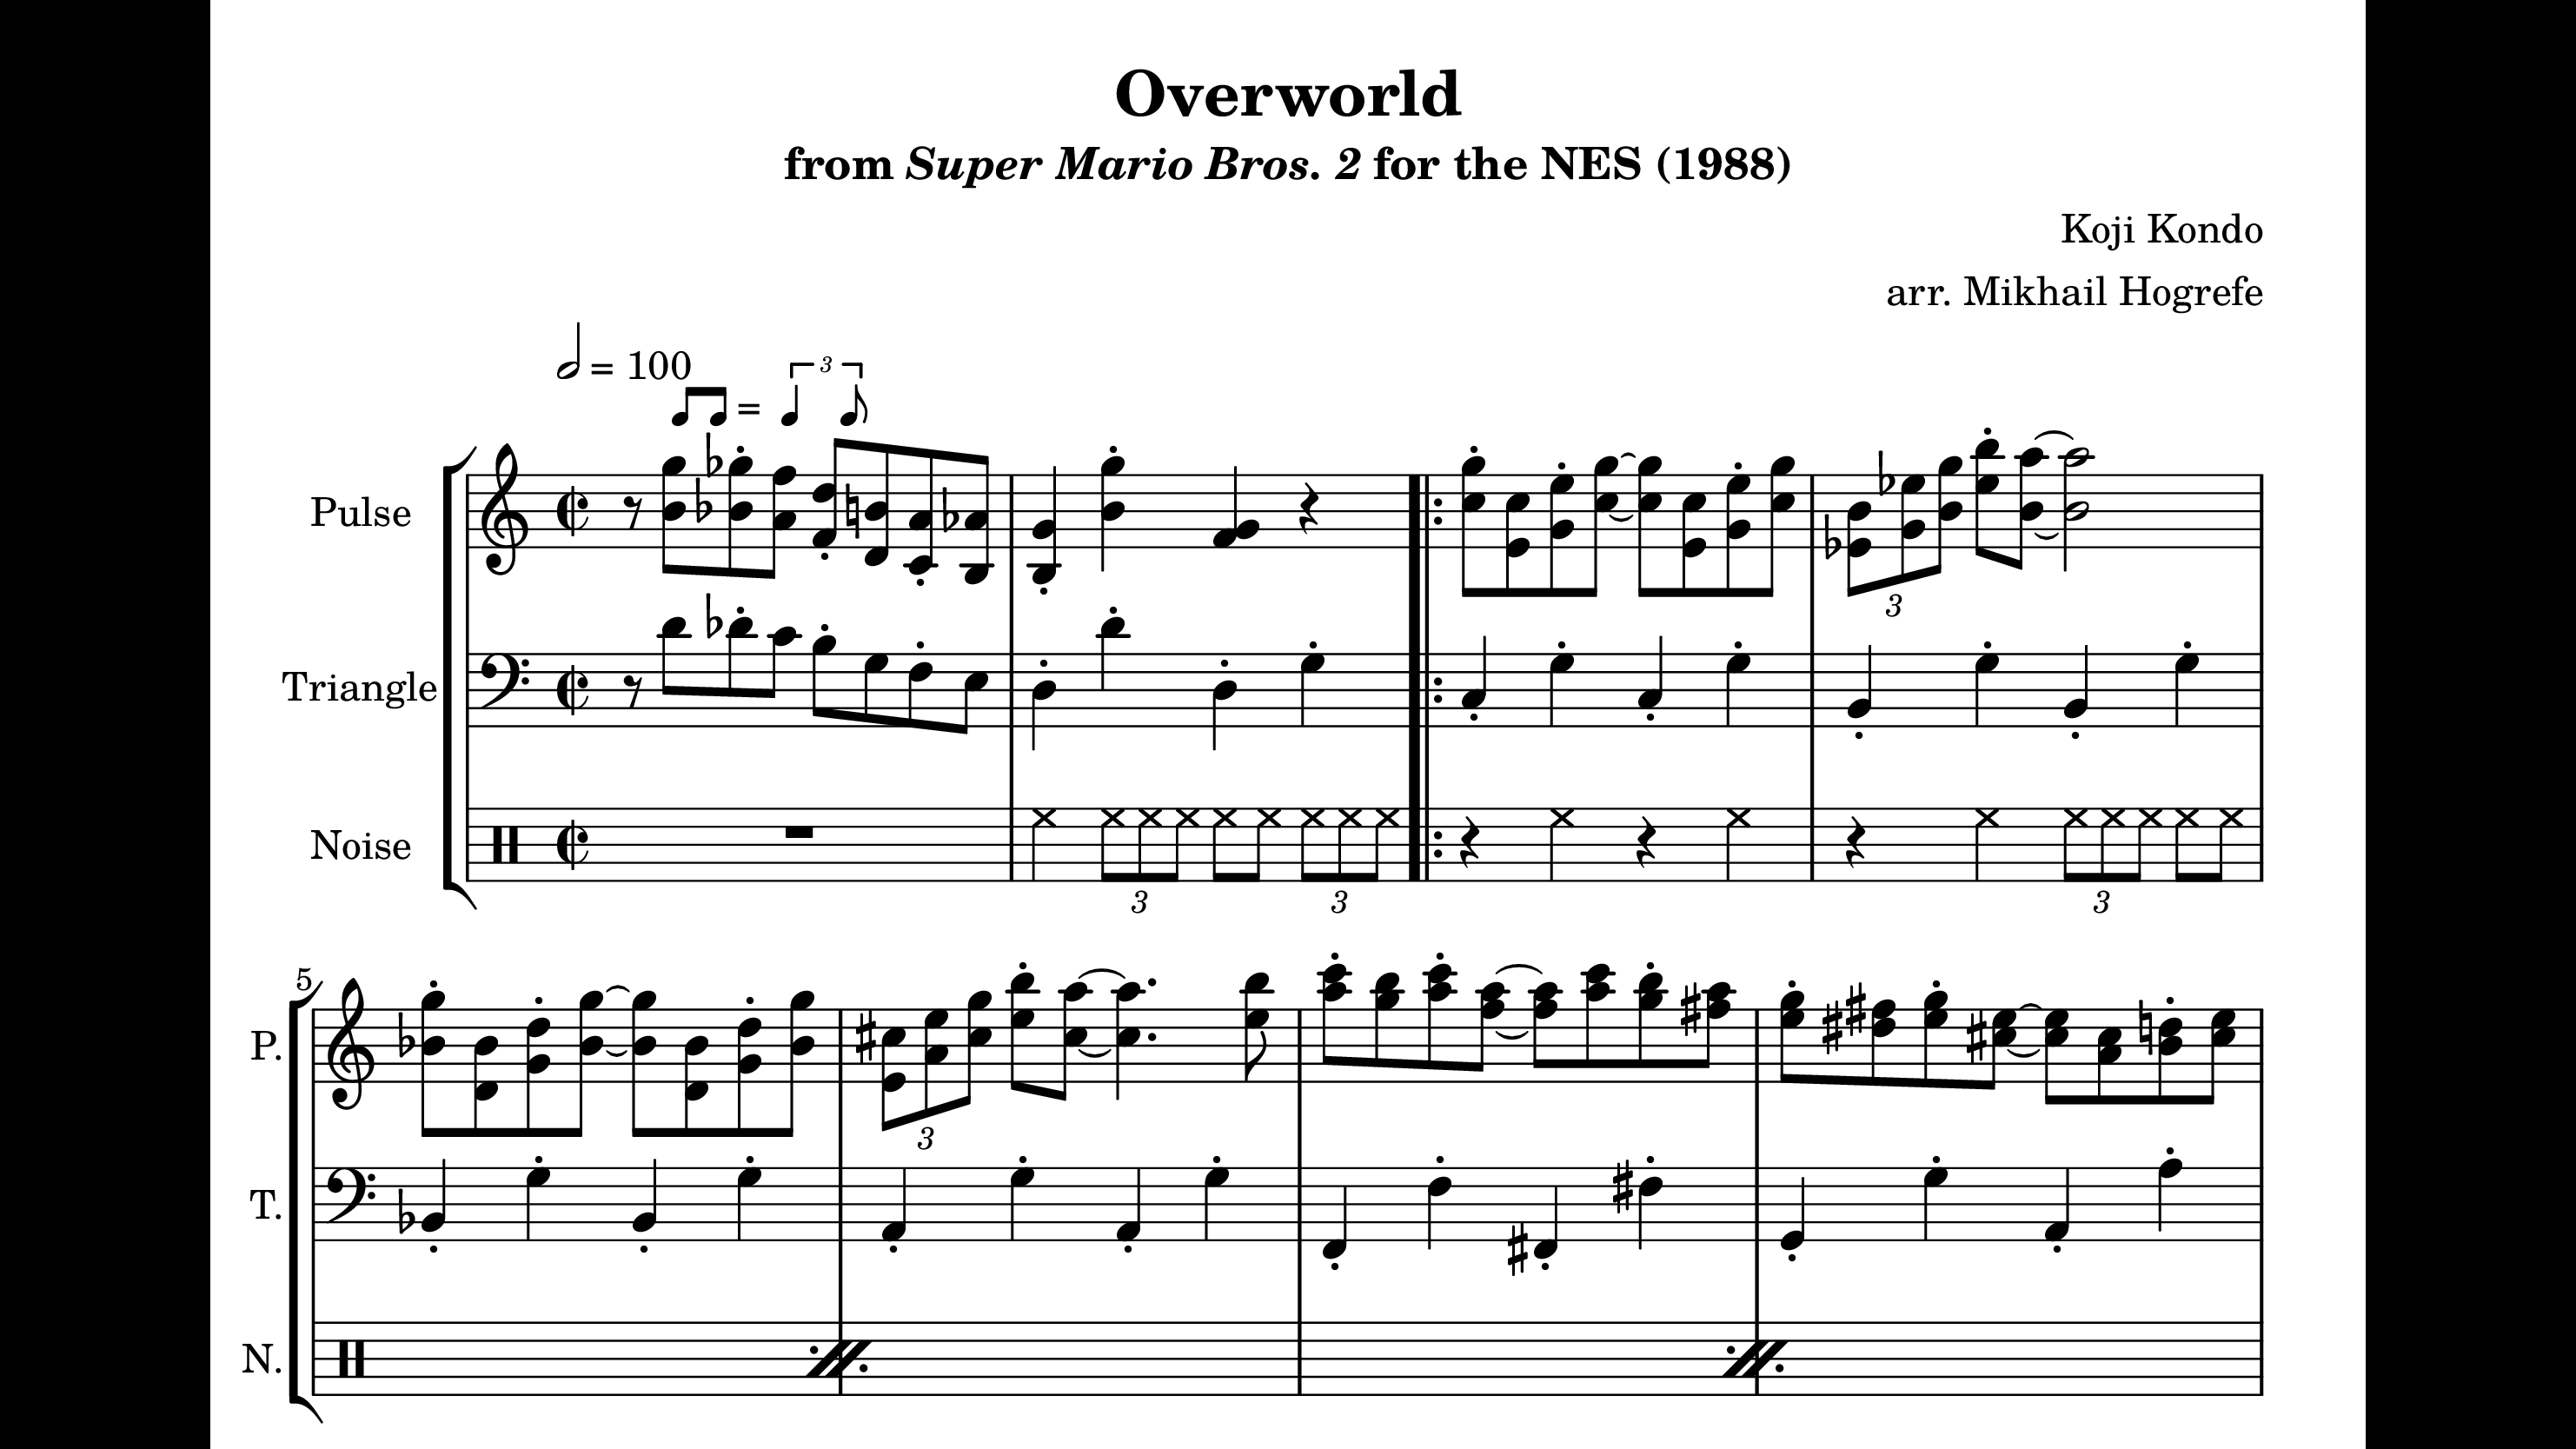 Overworld
from Super Mario Bros. 2 for the NES (1988)
Koji Kondo
arr. Mikhail Hogrefe
= 100
= 3
Pulse
3
Triangle
Noise
3 3 3
5
P.
3
T.
N.